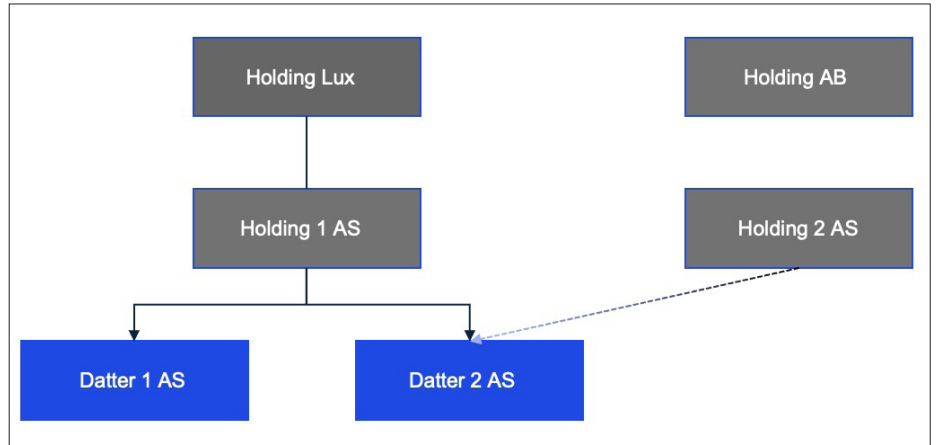 Holding Lux
Holding AB
Holding 1 AS
Holding 2 AS
Datter 1 AS
Datter 2 AS